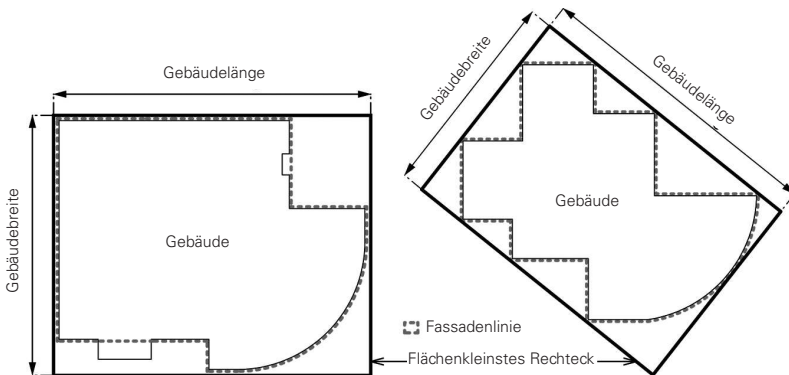 Gebäudelänge
Gebäudebreite
Gebäude
Gebäudebreite
Gebäudelänge
Gebäude
Fassadenlinie
Flächenkleinstes Rechteck